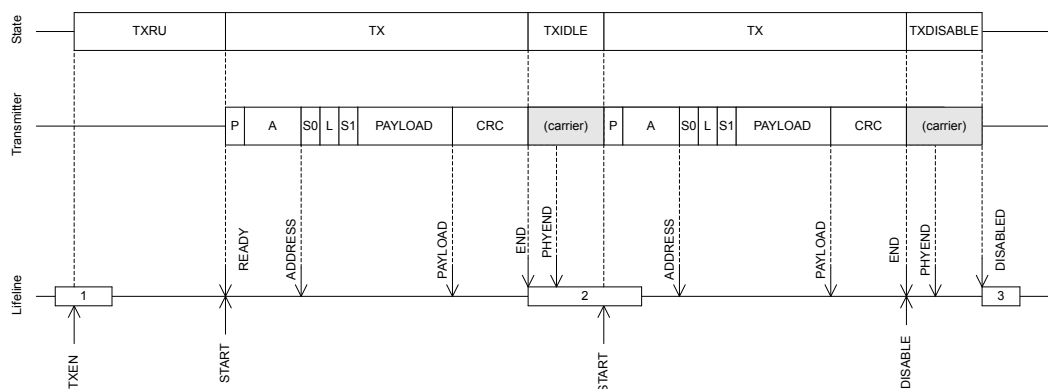 State
TXRU
TX
TXIDLE
TX
TXDISABLE
Transmitter
P
A
S0
L
S1
PAYLOAD
CRC
(carrier)
P
A
S0
L
S1
PAYLOAD
CRC
(carrier)
READY
ADDRESS
PAYLOAD
END
PHYEND
ADDRESS
PAYLOAD
END
PHYEND
DISABLED
Lifeline
1
2
3
TXEN
START
START
DISABLE